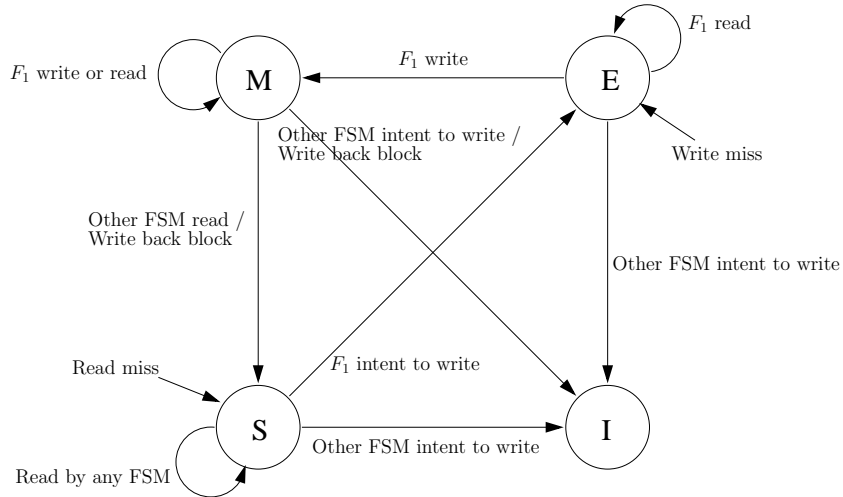 F₁ read
F₁ write or read
M
F₁ write
E
Other FSM intent to write /
Write back block
Write miss
Other FSM read /
Write back block
Other FSM intent to write
Read miss
F₁ intent to write
S
I
Other FSM intent to write
Read by any FSM